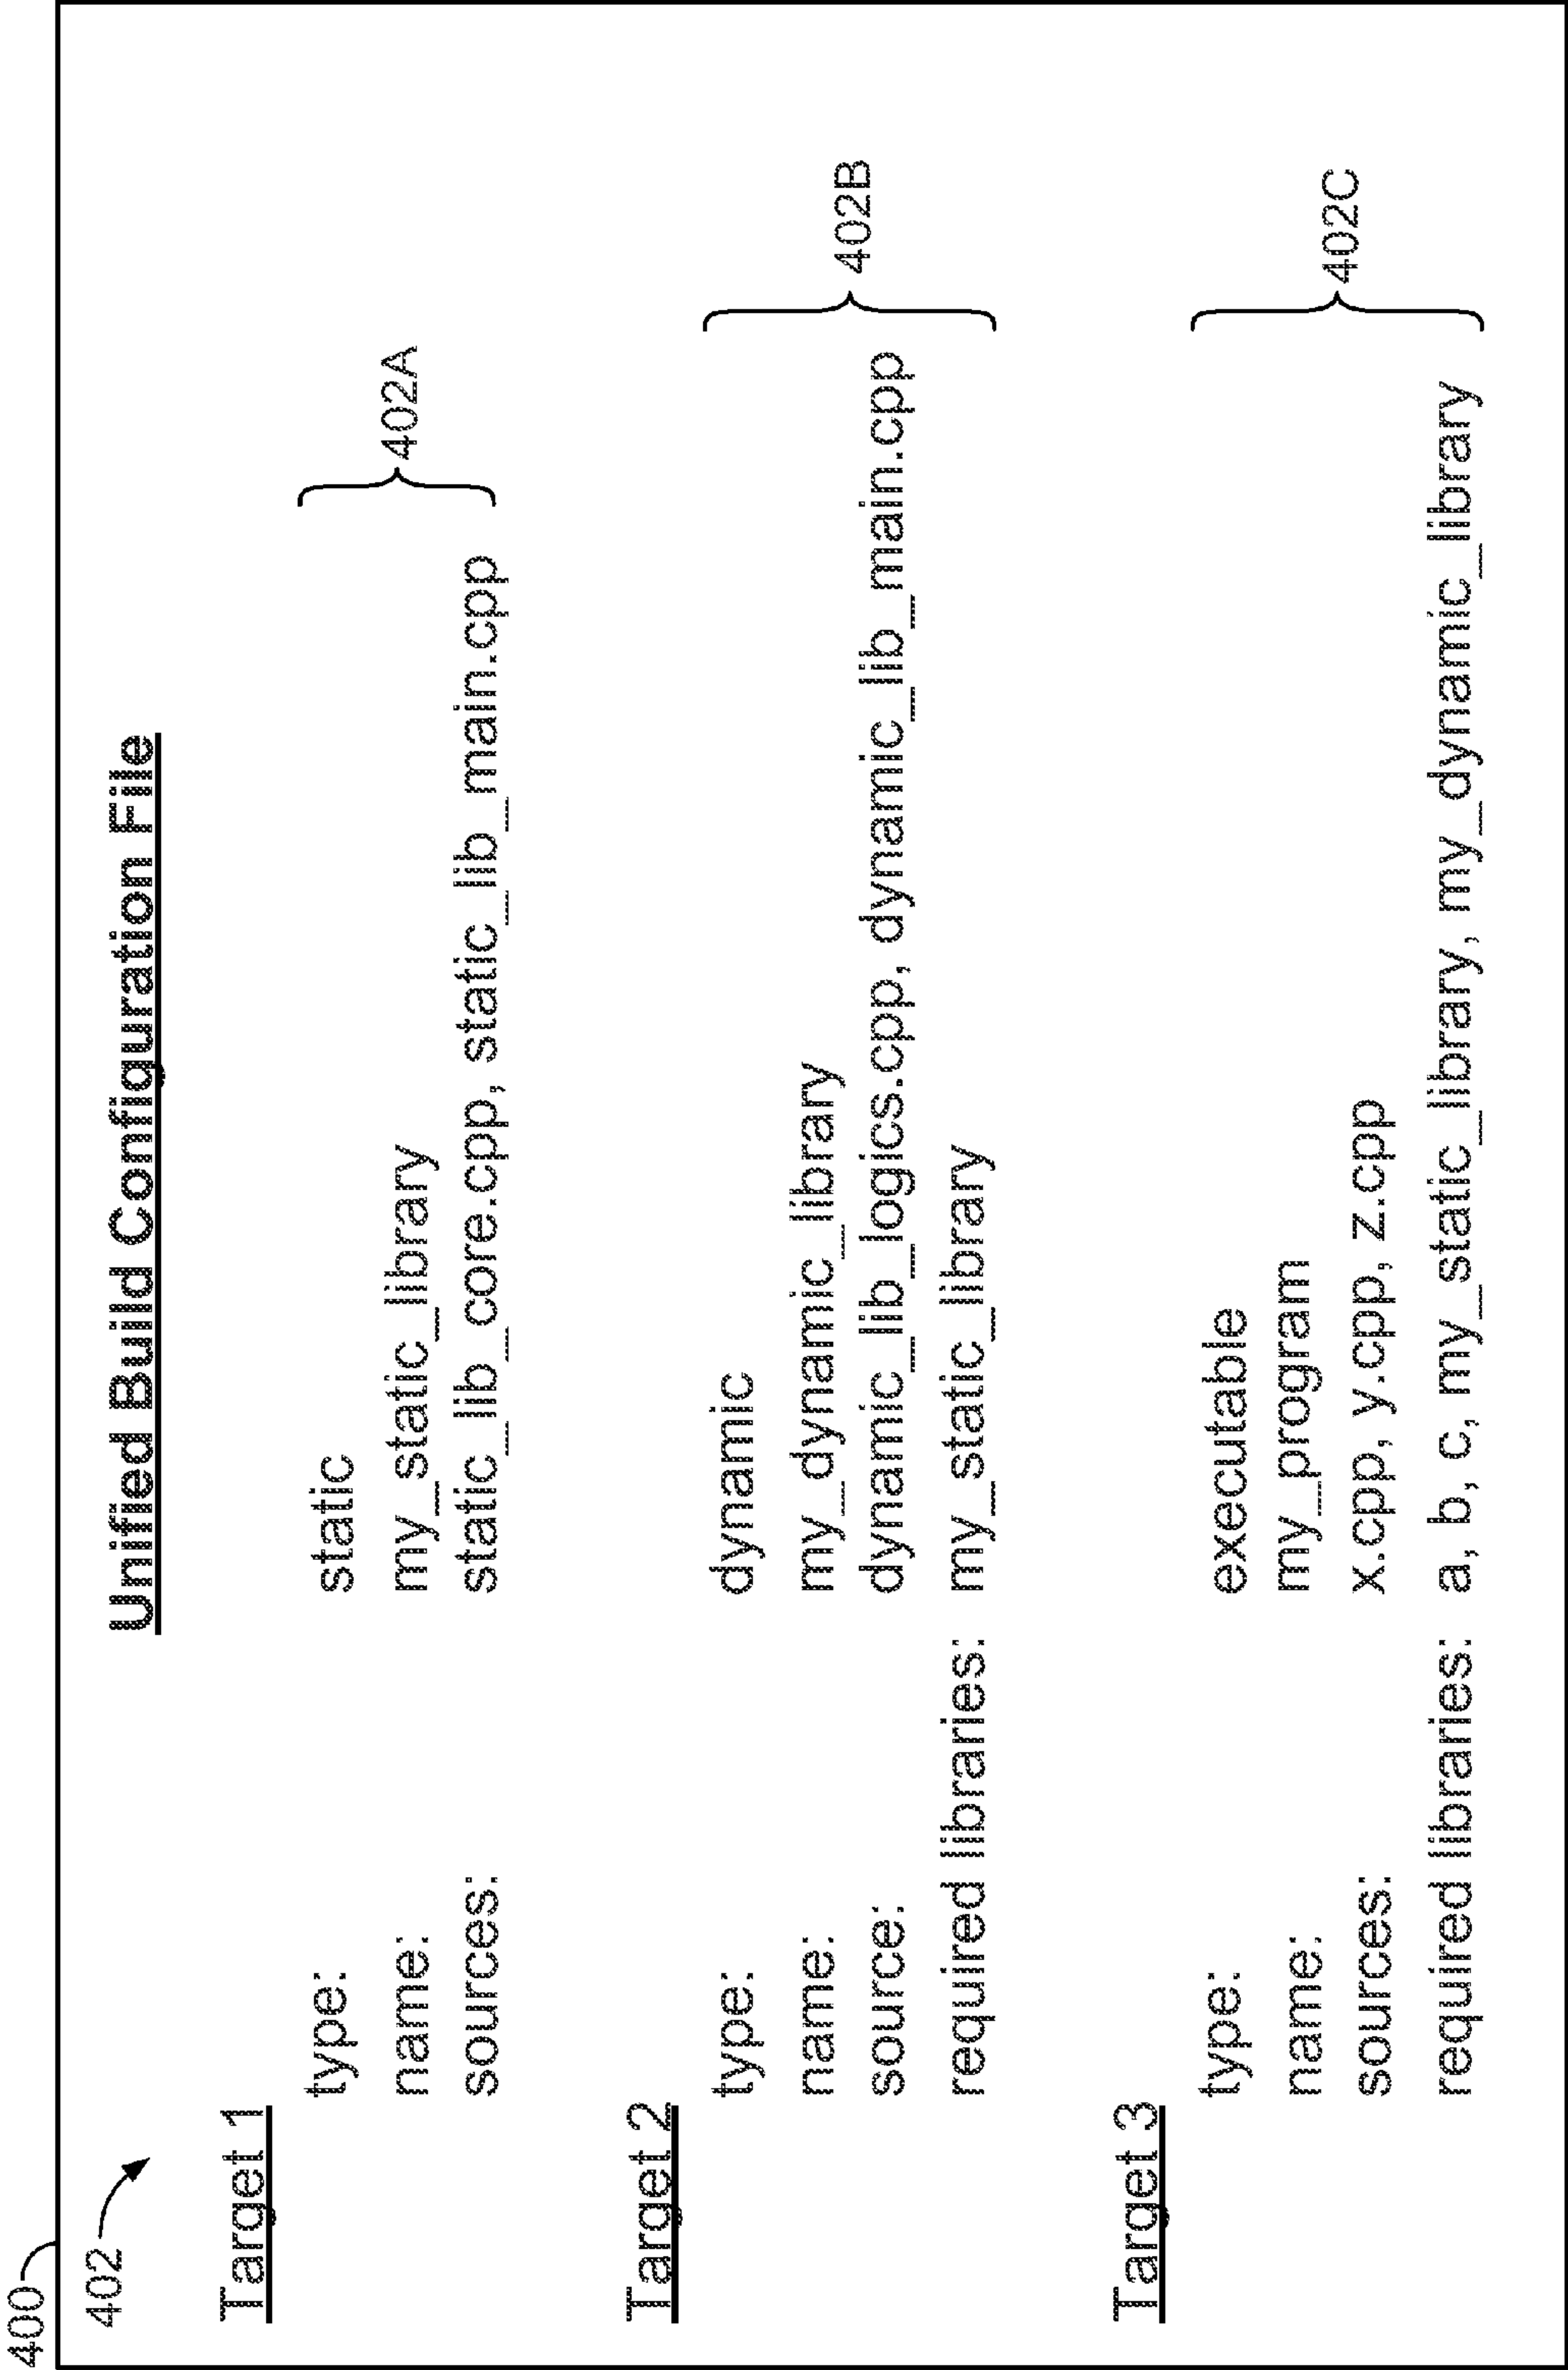 400
402
Unified Build Configuration File
Target 1
type: static
name: my_static_library
sources: static_lib_core.cpp, static_lib_main.cpp
402A
Target 2
type: dynamic
name: my_dynamic_library
source: dynamic_lib_logics.cpp, dynamic_lib_main.cpp
required libraries: my_static_library
402B
Target 3
type: executable
name: my_program
sources: x.cpp, y.cpp, z.cpp
required libraries: a, b, c, my_static_library, my_dynamic_library
402C